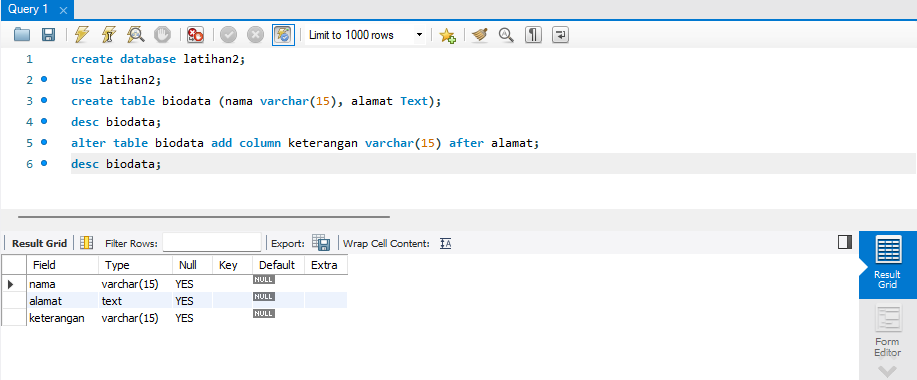 Query 1
Limit to 1000 rows
1 create database latihan2;
2 use latihan2;
3 create table biodata (nama varchar(15), alamat Text);
4 desc biodata;
5 alter table biodata add column keterangan varchar(15) after alamat;
6 desc biodata;
Result Grid Filter Rows: Export: Wrap Cell Content:
Field Type Null Key Default Extra
nama varchar(15) YES NULL
alamat text YES NULL
keterangan varchar(15) YES NULL
Result
Grid
Form
Editor